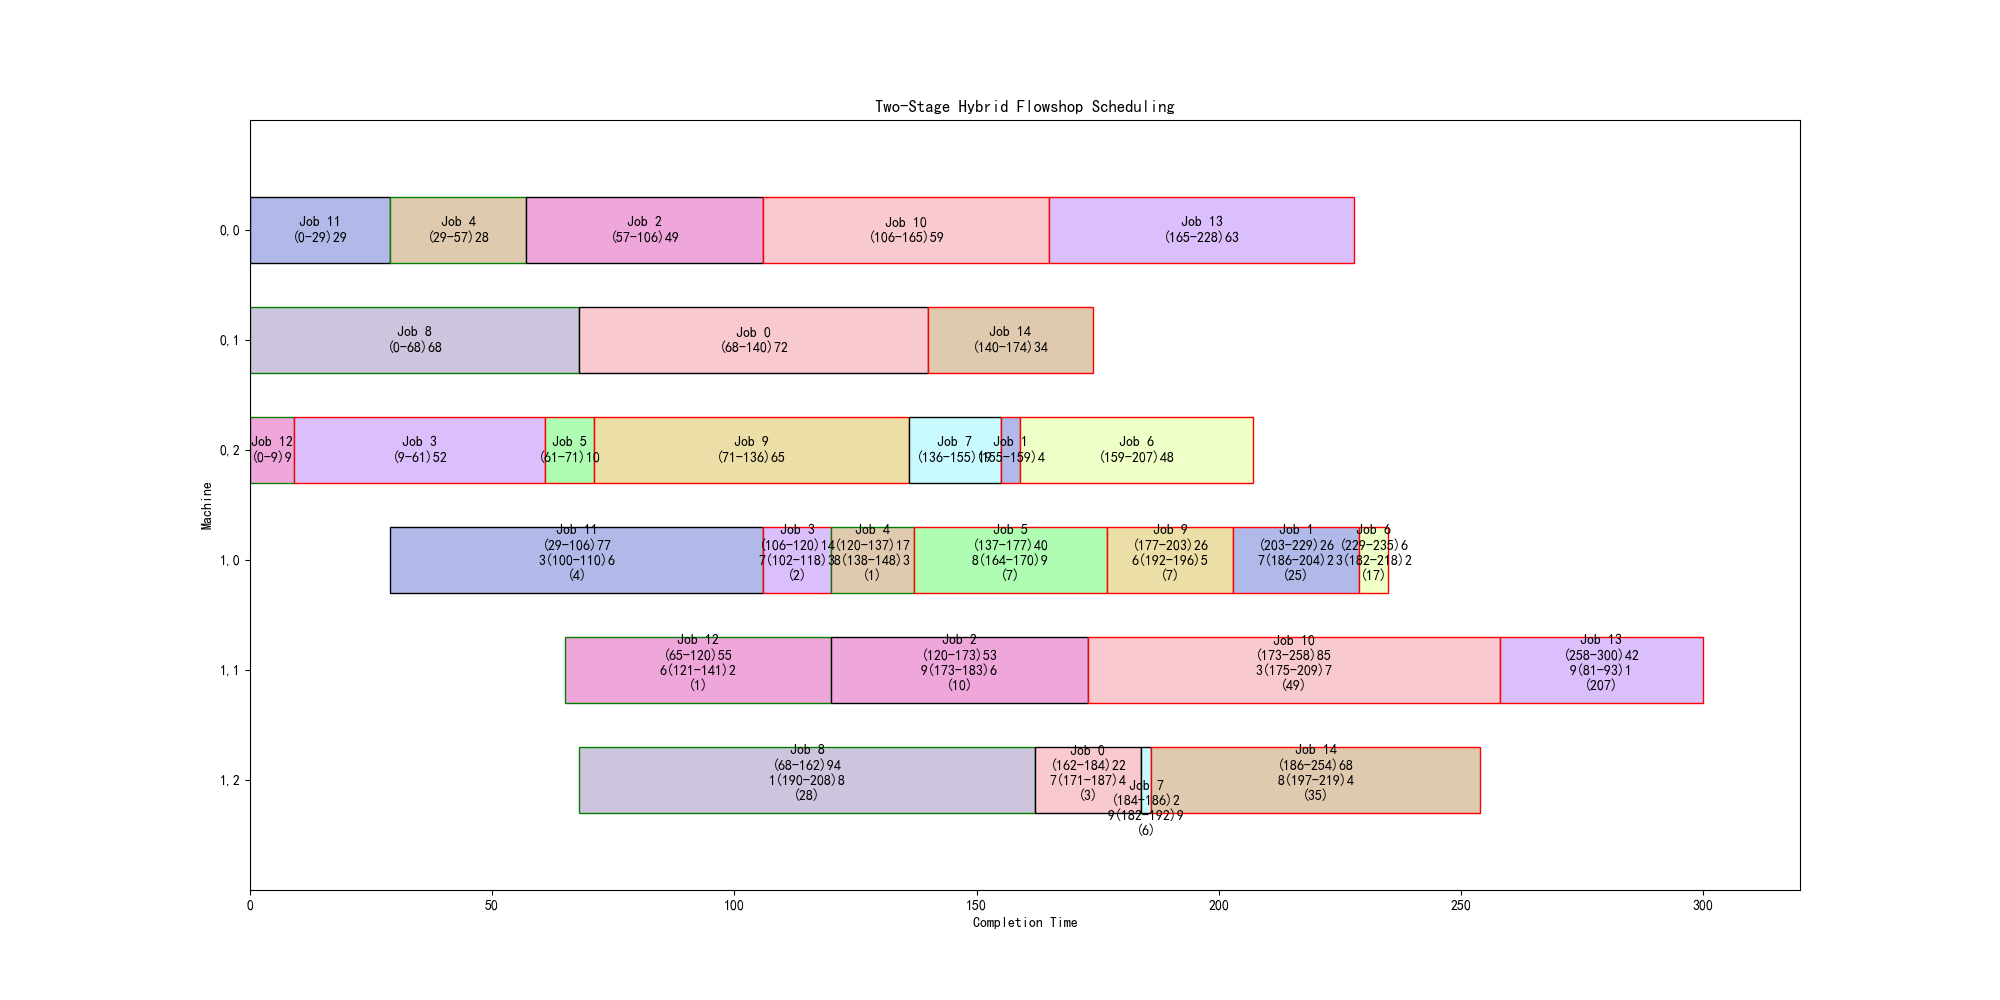 Two-Stage Hybrid Flowshop Scheduling
Machine
0,0
Job 11
(0-29)29
Job 4
(29-57)28
Job 2
(57-106)49
Job 10
(106-165)59
Job 13
(165-228)63
0,1
Job 8
(0-68)68
Job 0
(68-140)72
Job 14
(140-174)34
0,2
Job 12
(0-9)9
Job 3
(9-61)52
Job 5
(61-71)10
Job 9
(71-136)65
Job 7
(136-155)19
Job 1
(155-159)4
Job 6
(159-207)48
1,0
Job 11
(29-106)77
3(100-110)6
(4)
Job 3
(106-120)14
7(102-118)3
(2)
Job 4
(120-137)17
8(138-148)3
(1)
Job 5
(137-177)40
8(164-170)9
(7)
Job 9
(177-203)26
6(192-196)5
(7)
Job 1
(203-229)26
7(186-204)2
(25)
Job 6
(229-235)6
3(182-218)2
(17)
1,1
Job 12
(65-120)55
6(121-141)2
(1)
Job 2
(120-173)53
9(173-183)6
(10)
Job 10
(173-258)85
3(175-209)7
(49)
Job 13
(258-300)42
9(81-93)1
(207)
1,2
Job 8
(68-162)94
1(190-208)8
(28)
Job 0
(162-184)22
7(171-187)4
(3)
Job 7
(184-186)2
9(182-192)9
(6)
Job 14
(186-254)68
8(197-219)4
(35)
0
50
100
150
200
250
300
Completion Time